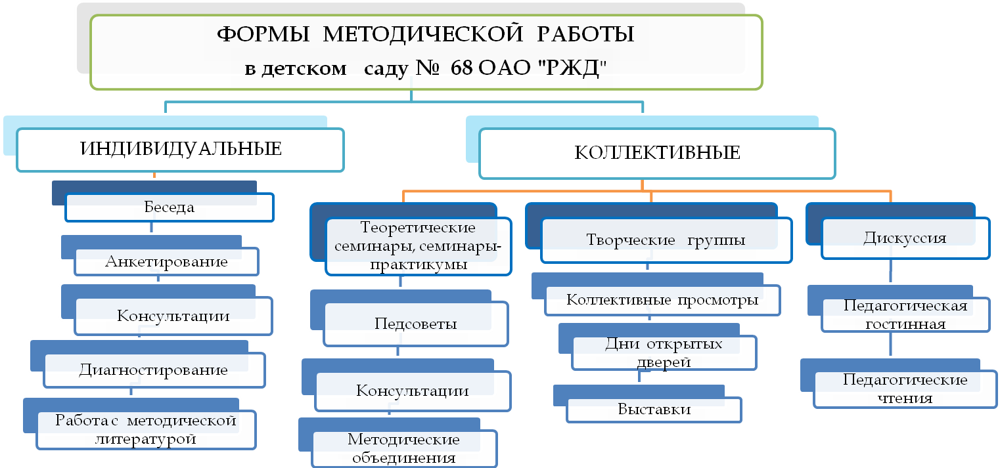 ФОРМЫ МЕТОДИЧЕСКОЙ РАБОТЫ
в детском саду № 68 ОАО "РЖД"
ИНДИВИДУАЛЬНЫЕ
Беседа
Анкетирование
Консультации
Диагностирование
Работа с методической
литературой
КОЛЛЕКТИВНЫЕ
Теоретические
семинары, семинары-
практикумы
Педсоветы
Консультации
Методические
объединения
Творческие группы
Коллективные просмотры
Дни открытых
дверей
Выставки
Дискуссия
Педагогическая
гостинная
Педагогические
чтения